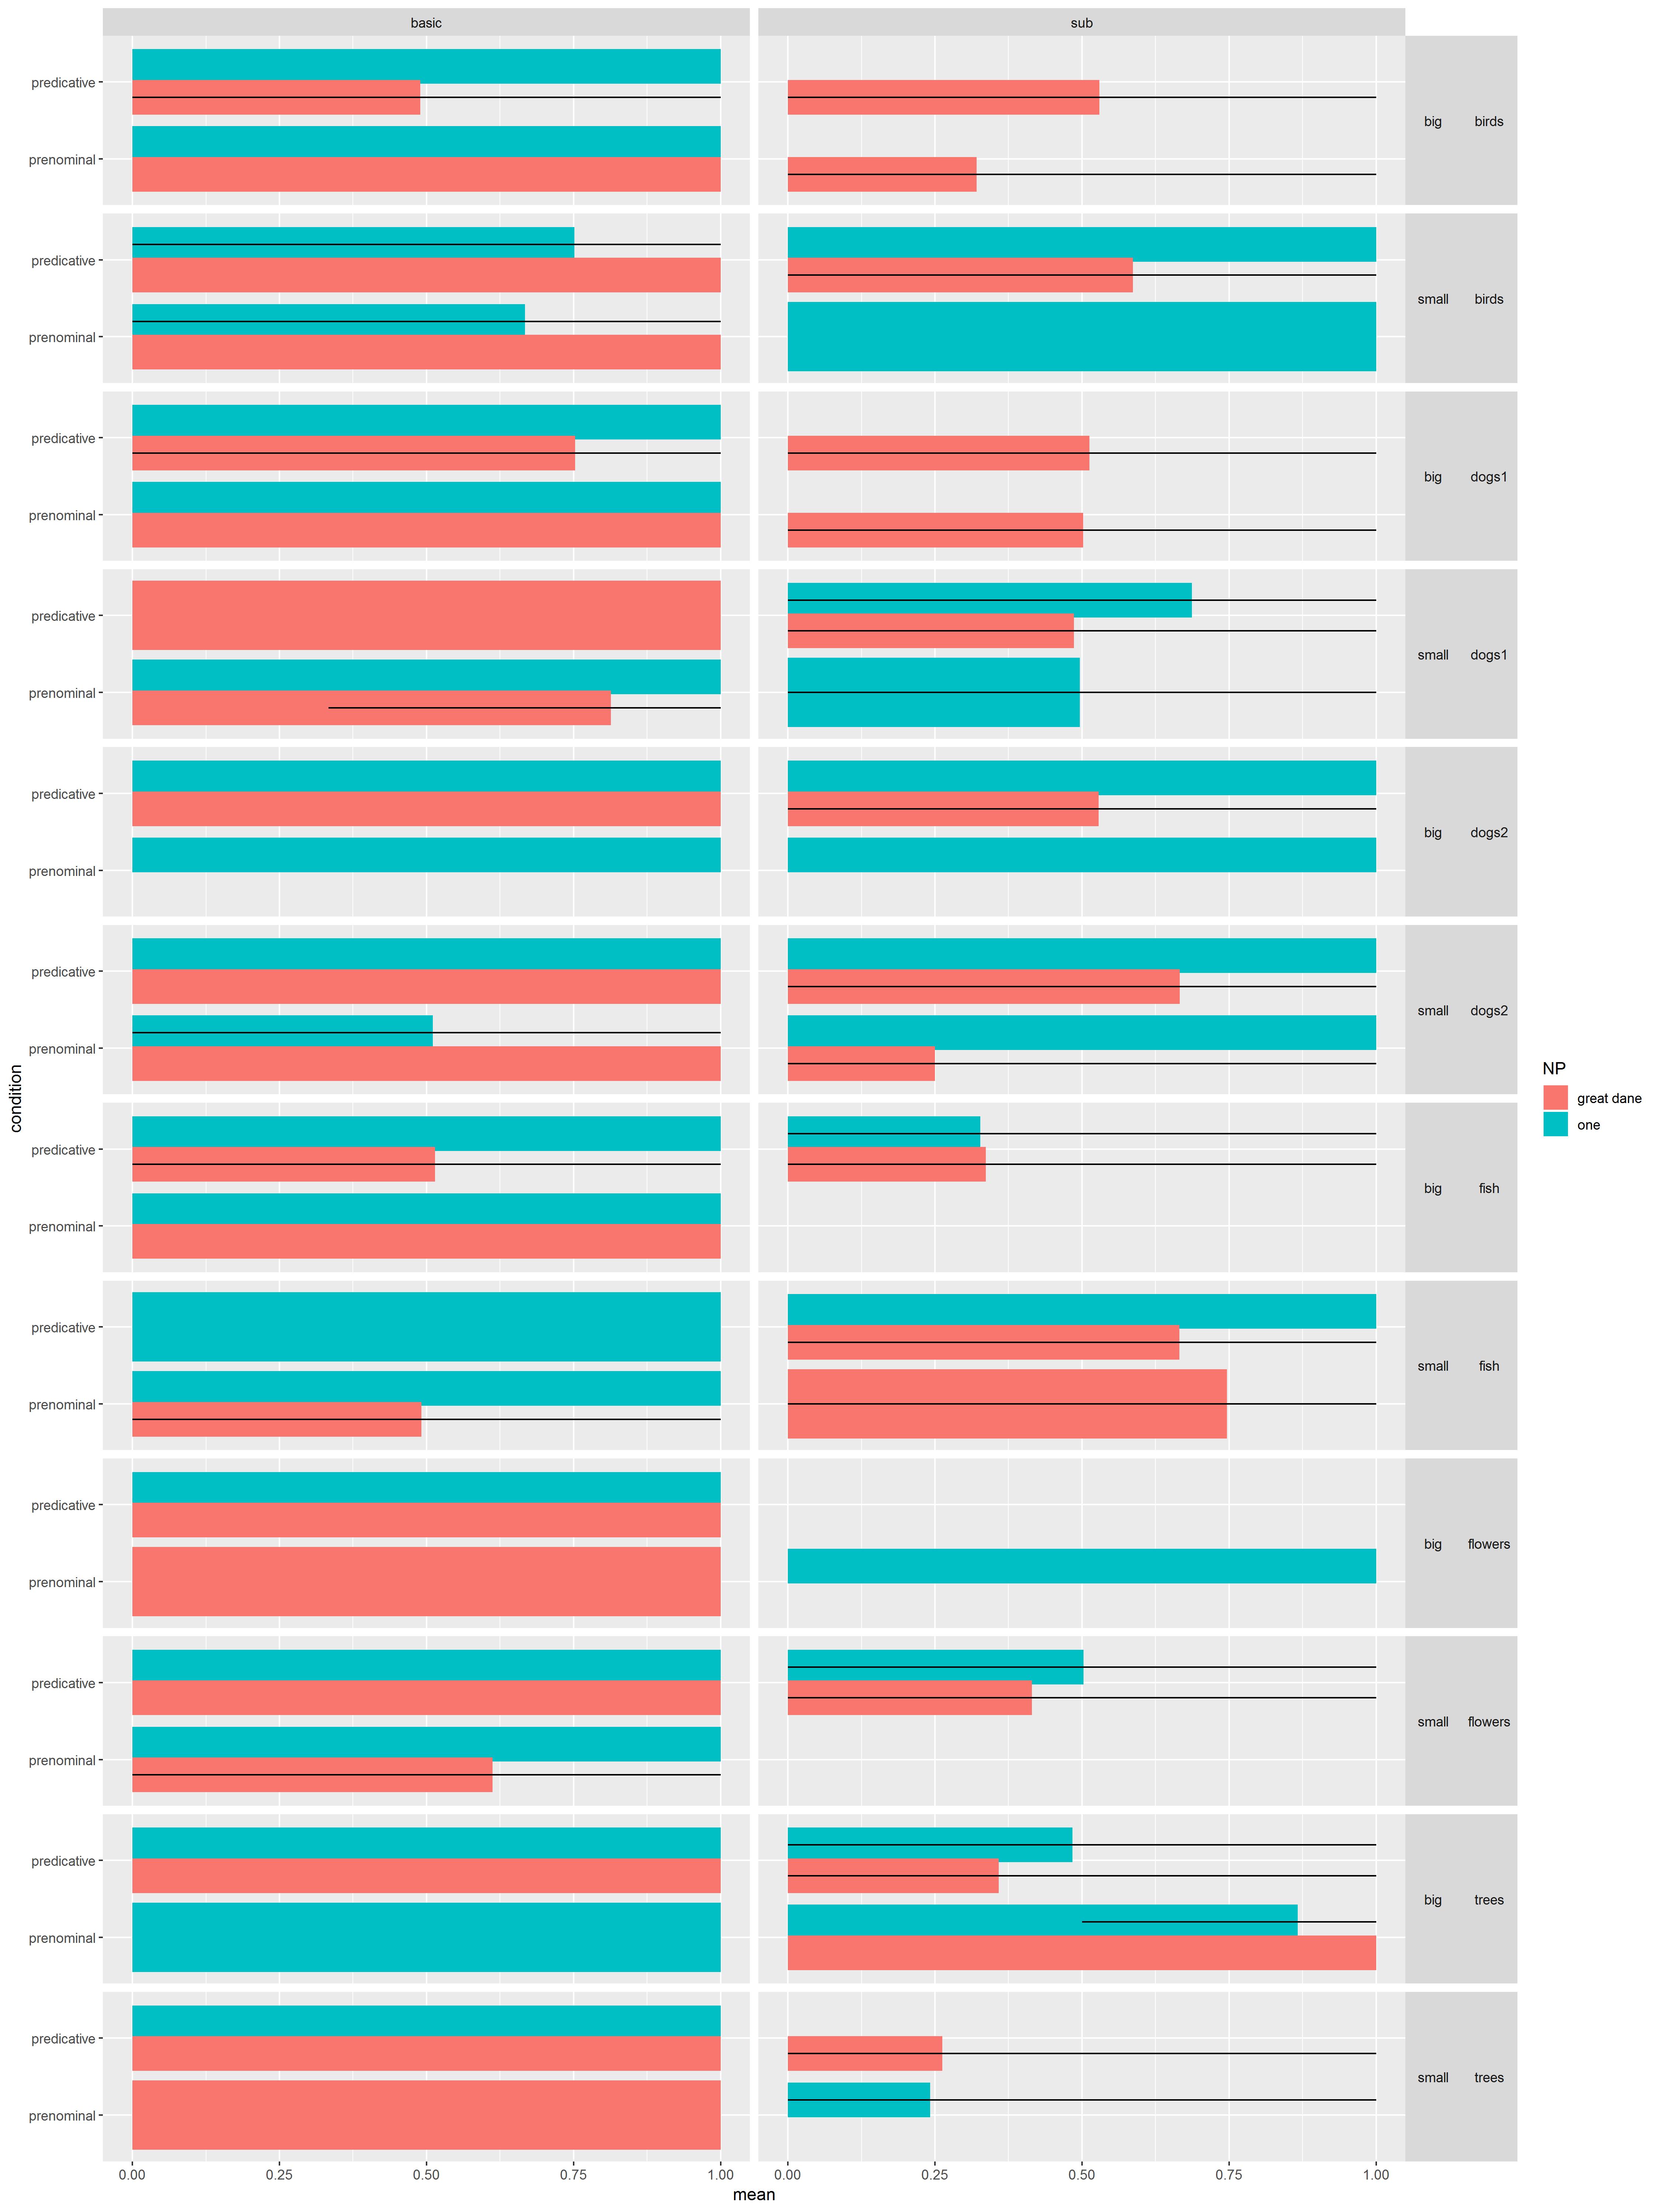 basic sub
predicative
prenominal
big birds
predicative
prenominal
small birds
predicative
prenominal
big dogs1
predicative
prenominal
small dogs1
predicative
prenominal
big dogs2
predicative
prenominal
small dogs2
predicative
prenominal
big fish
predicative
prenominal
small fish
predicative
prenominal
big flowers
predicative
prenominal
small flowers
predicative
prenominal
big trees
predicative
prenominal
small trees
0.00 0.25 0.50 0.75 1.00 0.00 0.25 0.50 0.75 1.00
mean
condition
NP
great dane
one